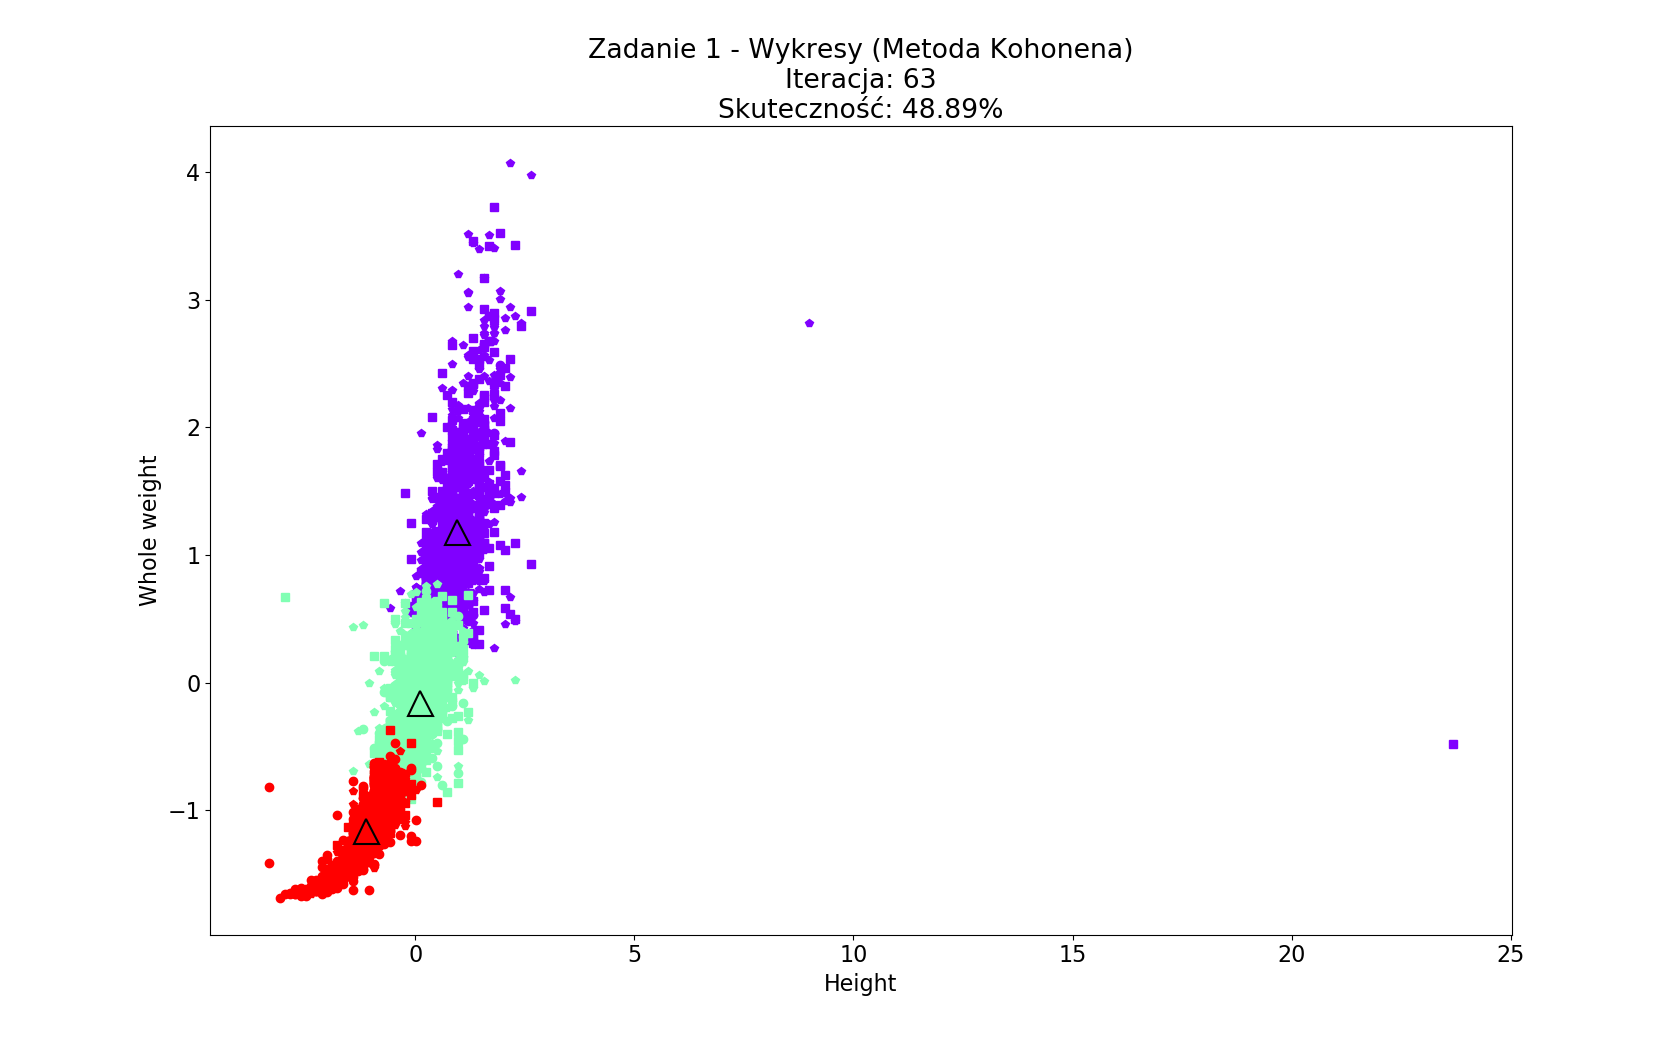 Zadanie 1 - Wykresy (Metoda Kohonena)
Iteracja: 63
Skuteczność: 48.89%
4
3
2
1
0
−1
Whole weight
0
5
10
15
20
25
Height